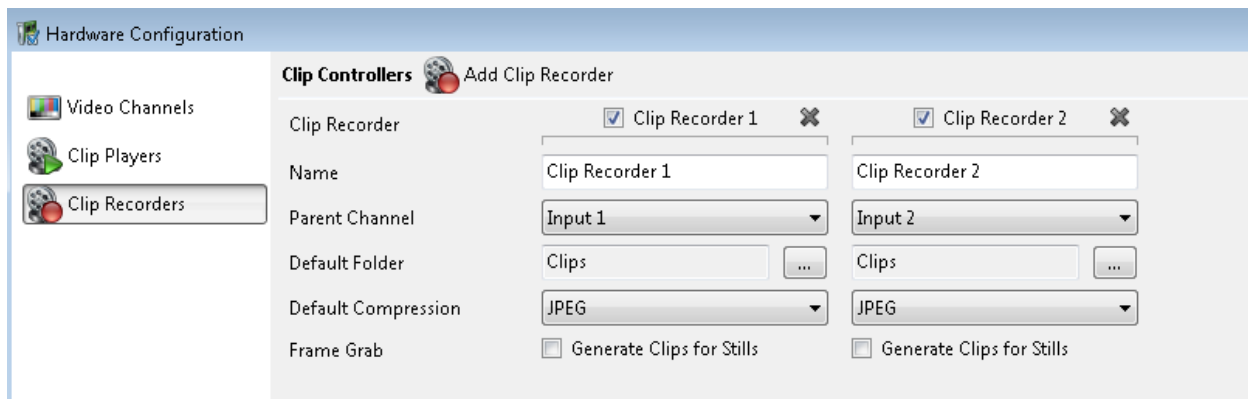 Hardware Configuration
Video Channels
Clip Players
Clip Recorders
Clip Controllers Add Clip Recorder
Clip Recorder Clip Recorder 1 Clip Recorder 2
Name Clip Recorder 1 Clip Recorder 2
Parent Channel Input 1 Input 2
Default Folder Clips ... Clips ...
Default Compression JPEG JPEG
Frame Grab Generate Clips for Stills Generate Clips for Stills